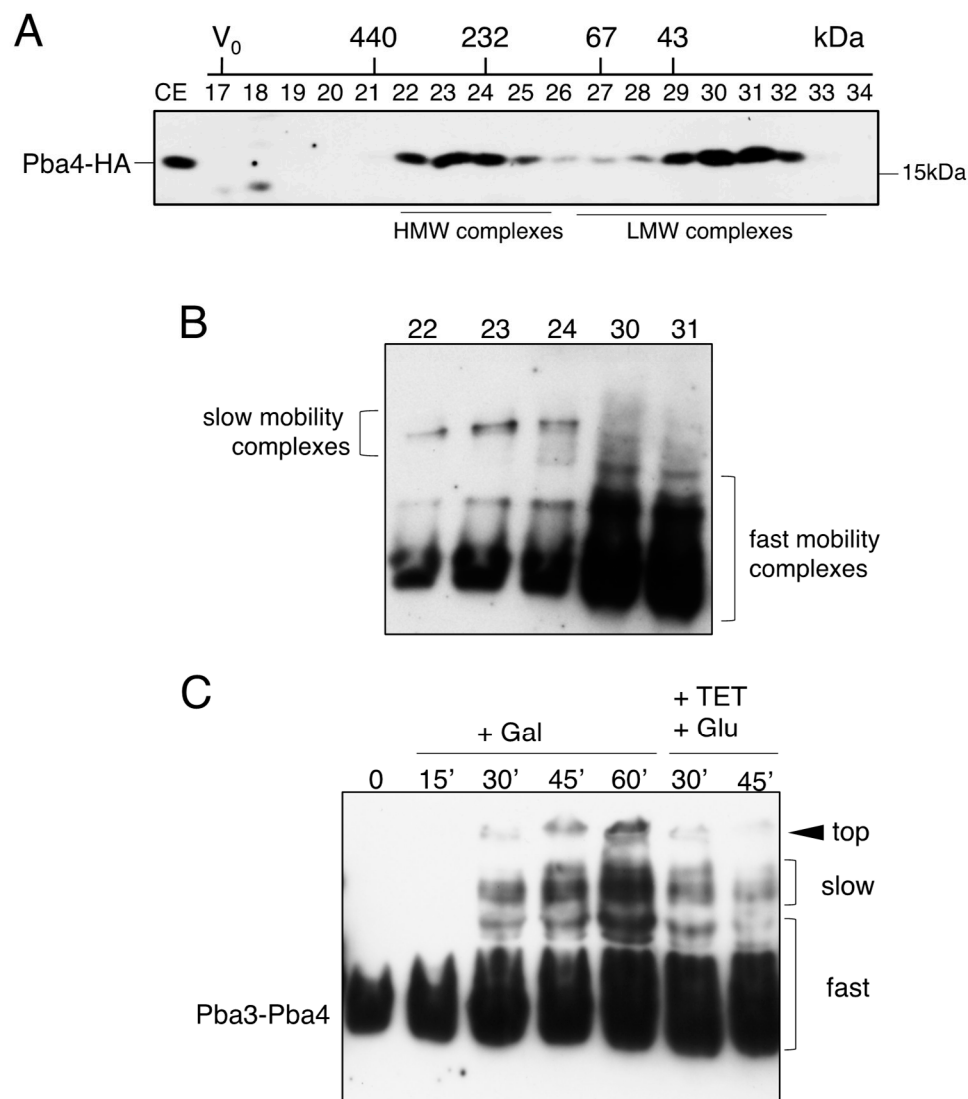 A
V0 440 232 67 43 kDa
CE 17 18 19 20 21 22 23 24 25 26 27 28 29 30 31 32 33 34
Pba4-HA
15kDa
HMW complexes LMW complexes
B
22 23 24 30 31
slow mobility
complexes
fast mobility
complexes
C
+ TET
+ Gal + Glu
0 15’ 30’ 45’ 60’ 30’ 45’
top
slow
fast
Pba3-Pba4